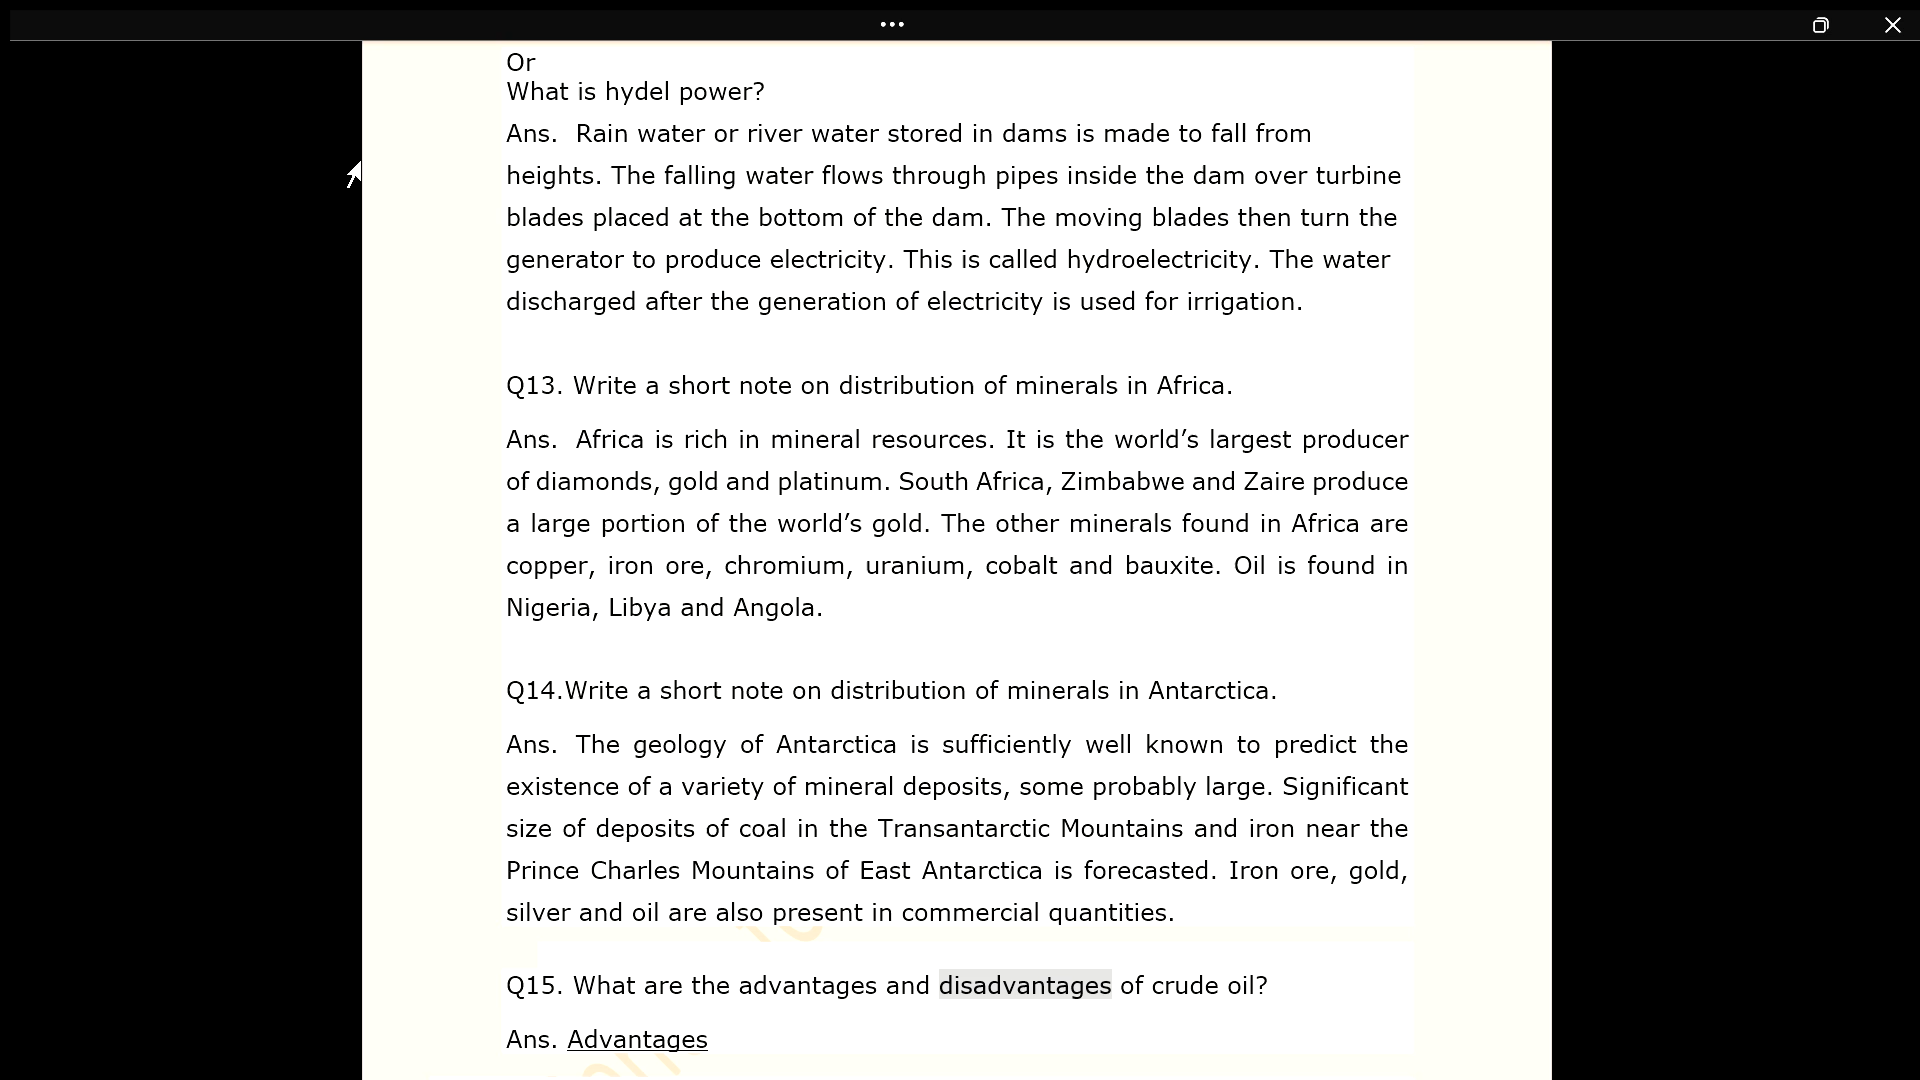 Or
What is hydel power?
Ans.  Rain water or river water stored in dams is made to fall from
heights. The falling water flows through pipes inside the dam over turbine
blades placed at the bottom of the dam. The moving blades then turn the
generator to produce electricity. This is called hydroelectricity. The water
discharged after the generation of electricity is used for irrigation.
Q13. Write a short note on distribution of minerals in Africa.
Ans.  Africa is rich in mineral resources. It is the world’s largest producer
of diamonds, gold and platinum. South Africa, Zimbabwe and Zaire produce
a large portion of the world’s gold. The other minerals found in Africa are
copper, iron ore, chromium, uranium, cobalt and bauxite. Oil is found in
Nigeria, Libya and Angola.
Q14.Write a short note on distribution of minerals in Antarctica.
Ans.  The geology of Antarctica is sufficiently well known to predict the
existence of a variety of mineral deposits, some probably large. Significant
size of deposits of coal in the Transantarctic Mountains and iron near the
Prince Charles Mountains of East Antarctica is forecasted. Iron ore, gold,
silver and oil are also present in commercial quantities.
Q15. What are the advantages and disadvantages of crude oil?
Ans. Advantages